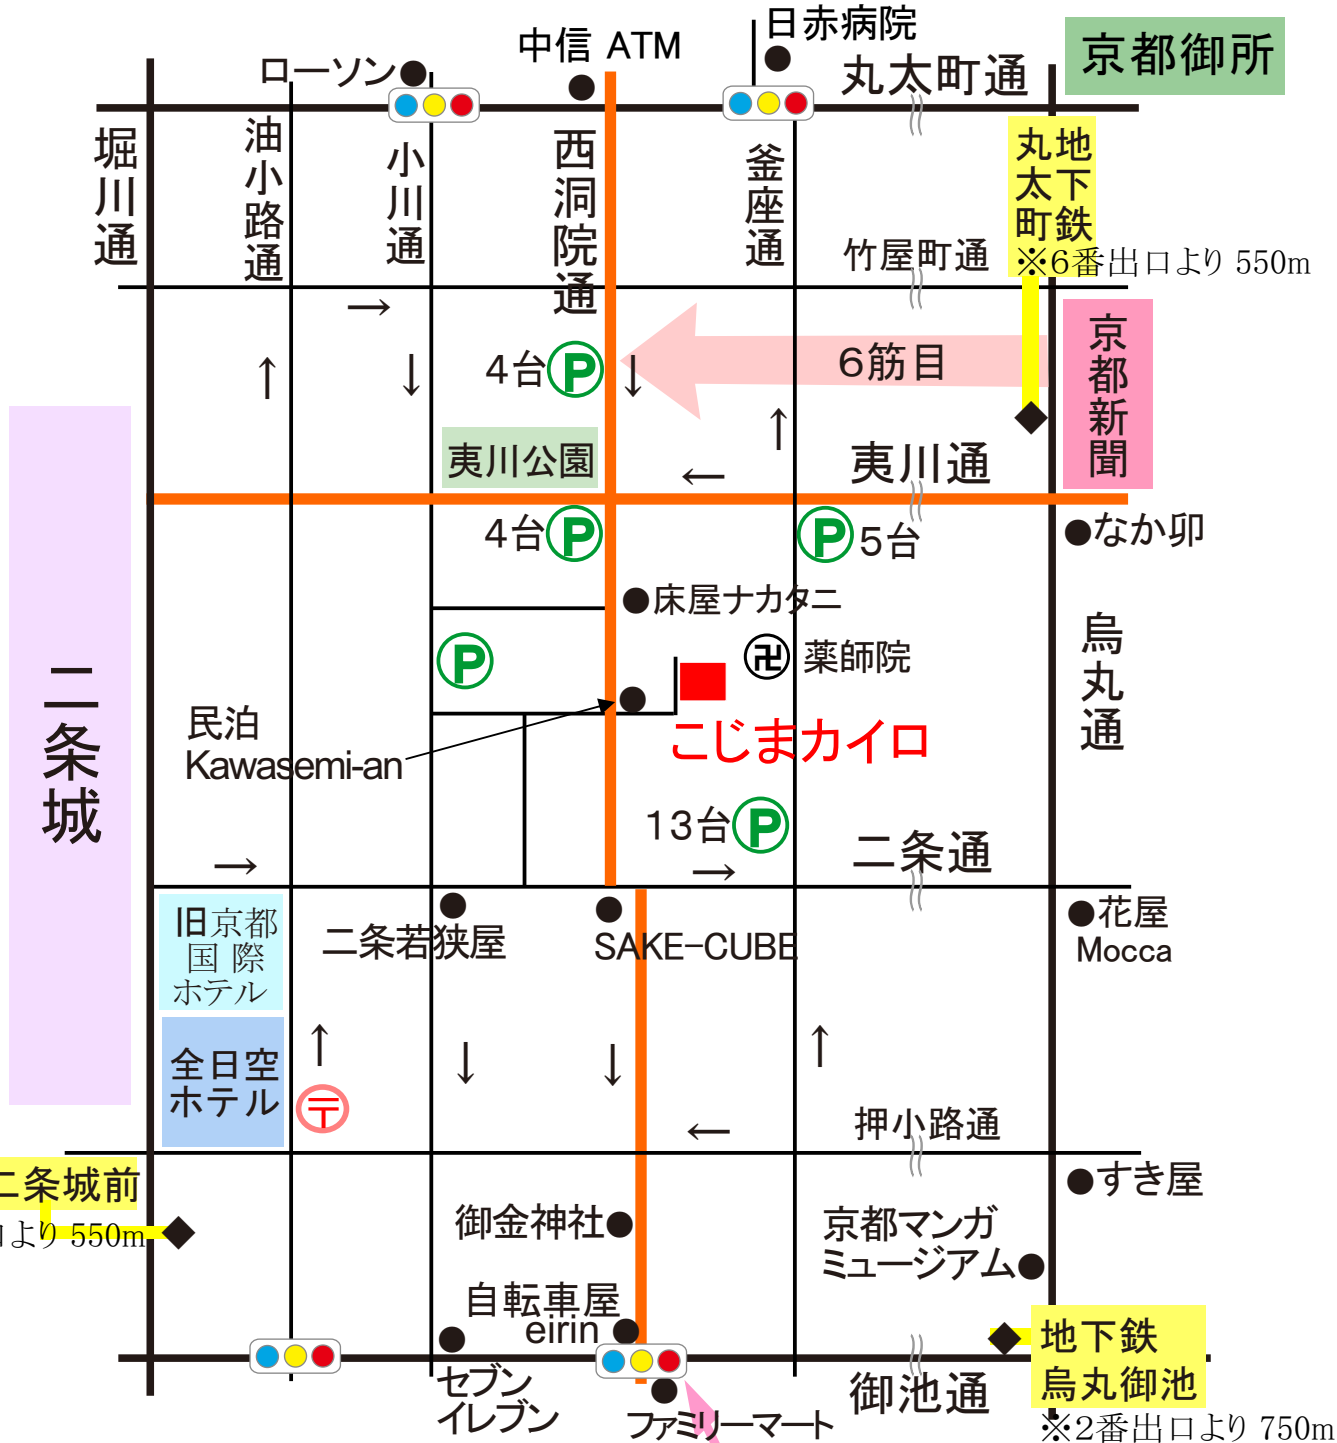 日赤病院
中信 ATM
京都御所
ローソン
丸太町通
堀川通
油小路通
小川通
西洞院通
釜座通
地下鉄
丸太町
※6番出口より 550m
竹屋町通
京都新聞
6筋目
4台 P
夷川公園
夷川通
4台 P
P 5台
なか卯
床屋ナカタニ
P
卍 薬師院
烏丸通
二条城
民泊
Kawasemi-an
こじまカイロ
13台 P
二条通
旧京都
国際
ホテル
二条若狭屋
SAKE-CUBE
花屋
Mocca
全日空
ホテル
〒
押小路通
二条城前
口より 550m
すき屋
御金神社
京都マンガ
ミュージアム
自転車屋
eirin
地下鉄
烏丸御池
※2番出口より 750m
セブン
イレブン
御池通
ファミリーマート